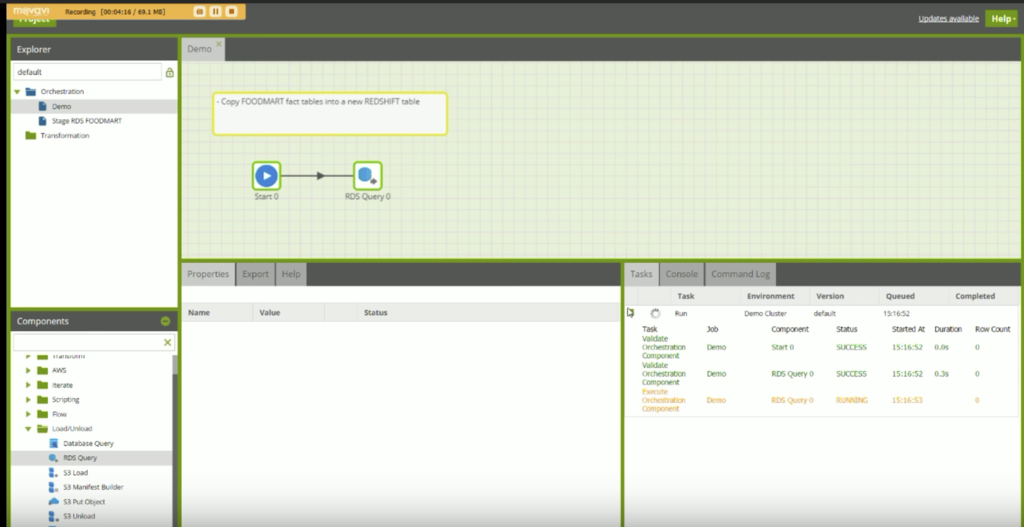 movavi
Recording [00:04:16 / 69.1 MB]
Project
Updates available
Help
Explorer
default
Orchestration
Demo
Stage RDS FOODMART
Transformation
Demo
- Copy FOODMART fact tables into a new REDSHIFT table
Start 0
RDS Query 0
Components
Transform
AWS
Iterate
Scripting
Flow
Load/Unload
Database Query
RDS Query
S3 Load
S3 Manifest Builder
S3 Put Object
S3 Unload
Properties Export Help
Name Value Status
Tasks Console Command Log
Task Environment Version Queued Completed
Run Demo Cluster default 15:16:52
Task Job Component Status Started At Duration Row Count
Validate
Orchestration Demo Start 0 SUCCESS 15:16:52 0.0s 0
Component
Validate
Orchestration Demo RDS Query 0 SUCCESS 15:16:52 0.3s 0
Component
Execute
Orchestration Demo RDS Query 0 RUNNING 15:16:53 0
Component